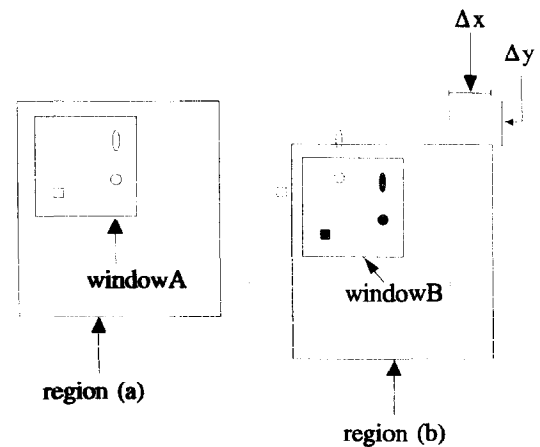 Δx
Δy
windowA
windowB
region (a)
region (b)